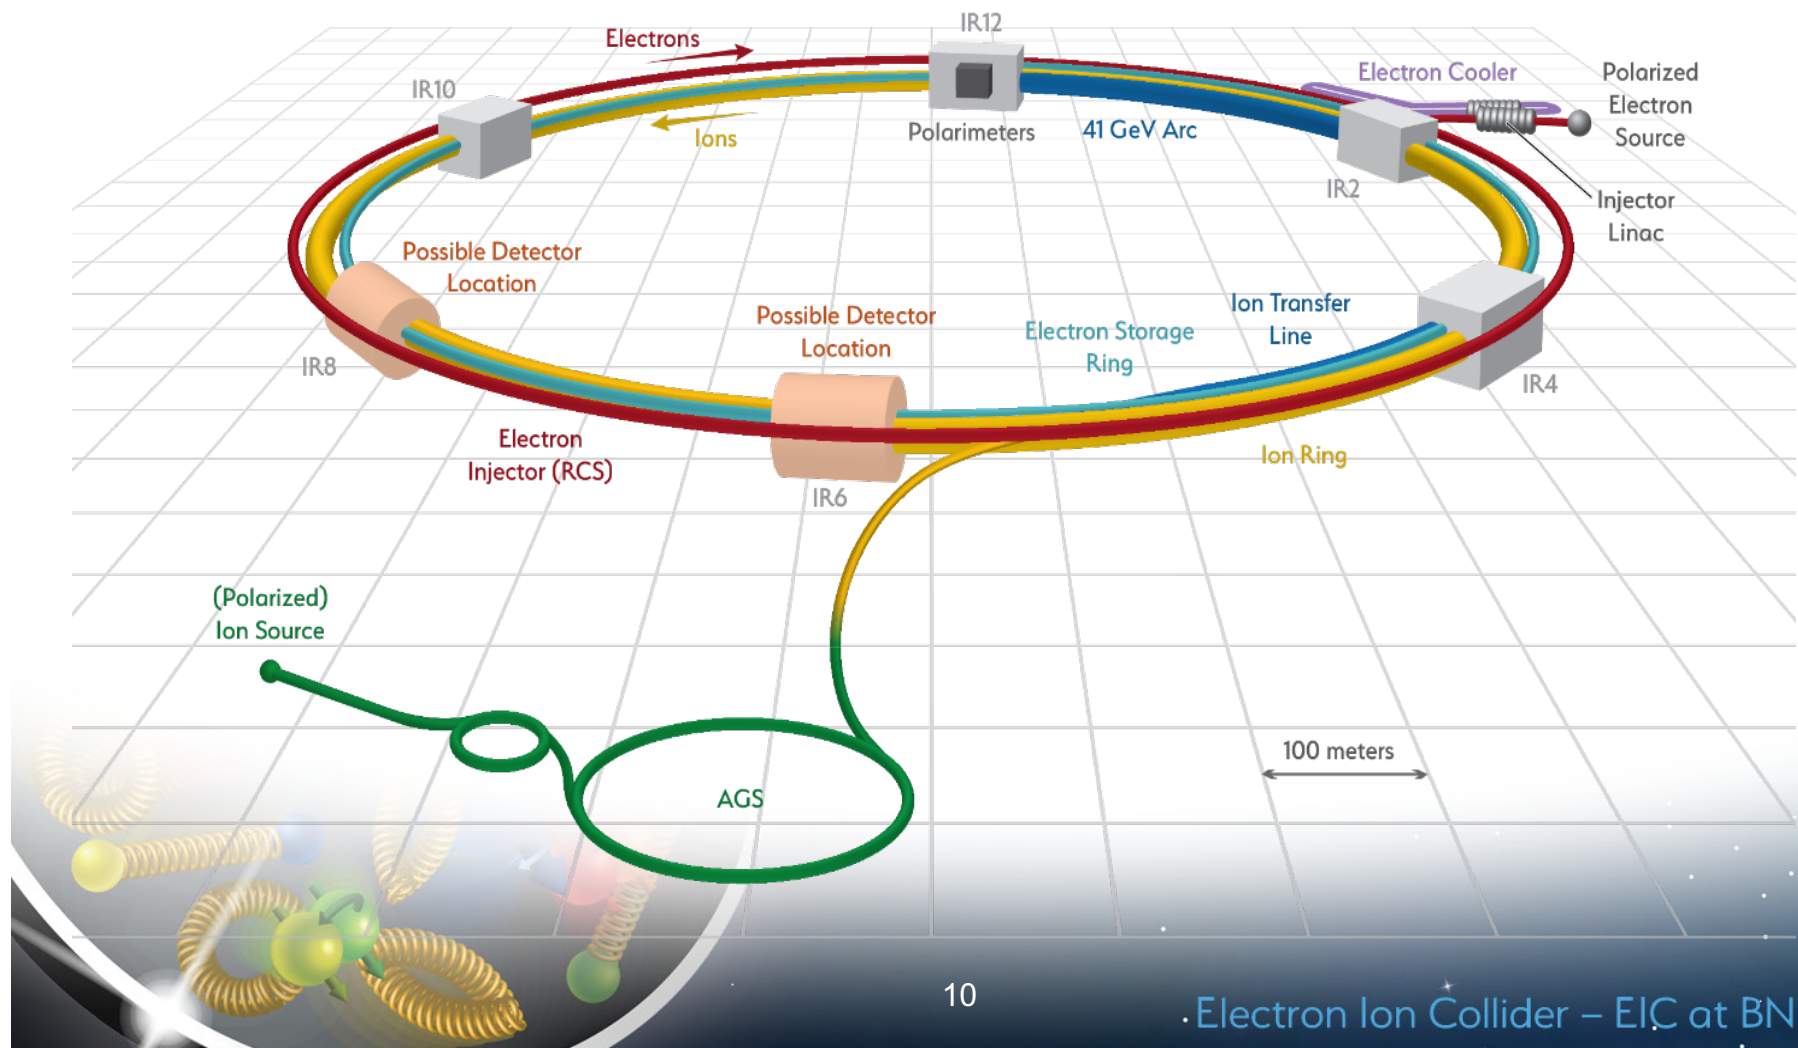 IR12
Electrons
Electron Cooler
Polarized
Electron
Source
IR10
Ions
Polarimeters
41 GeV Arc
IR2
Injector
Linac
Possible Detector
Location
Possible Detector
Location
Ion Transfer
Line
Electron Storage
Ring
IR8
IR4
Electron
Injector (RCS)
Ion Ring
IR6
(Polarized)
Ion Source
100 meters
AGS
10
Electron Ion Collider – EIC at BN